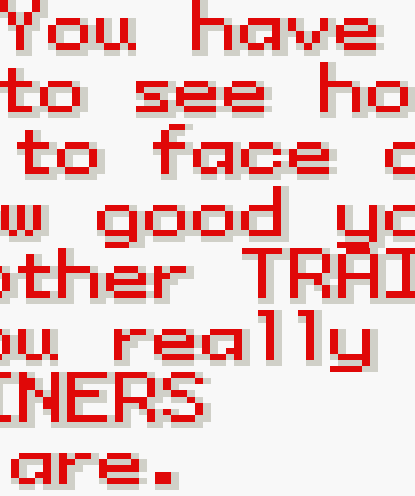 You have
to see ho
to face
w good yo
other TRAI
ou really
INERS
are.